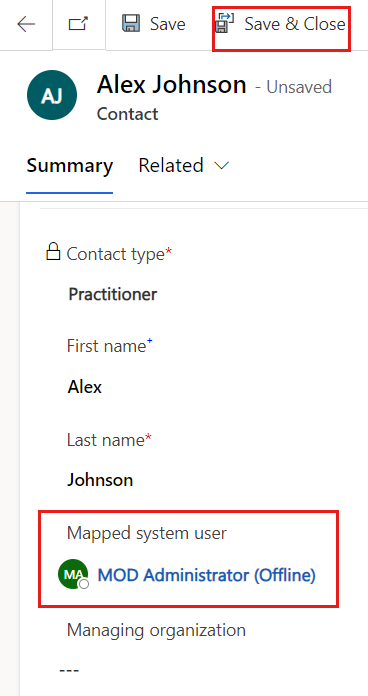 Save
Save & Close
AJ
Alex Johnson - Unsaved
Contact
Summary
Related
Contact type*
Practitioner
First name+
Alex
Last name*
Johnson
Mapped system user
MA
MOD Administrator (Offline)
Managing organization
---